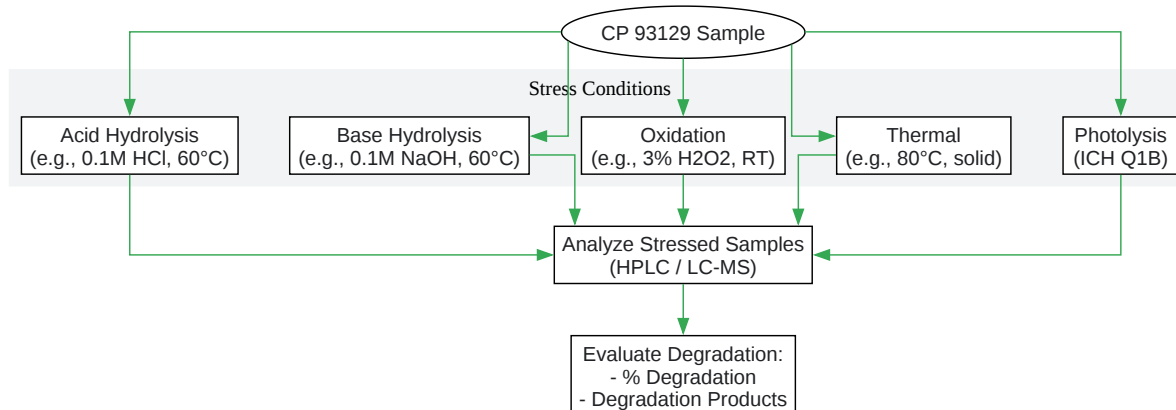 CP 93129 Sample
Stress Conditions
Acid Hydrolysis
(e.g., 0.1M HCl, 60°C)
Base Hydrolysis
(e.g., 0.1M NaOH, 60°C)
Oxidation
(e.g., 3% H2O2, RT)
Thermal
(e.g., 80°C, solid)
Photolysis
(ICH Q1B)
Analyze Stressed Samples
(HPLC / LC-MS)
Evaluate Degradation:
- % Degradation
- Degradation Products